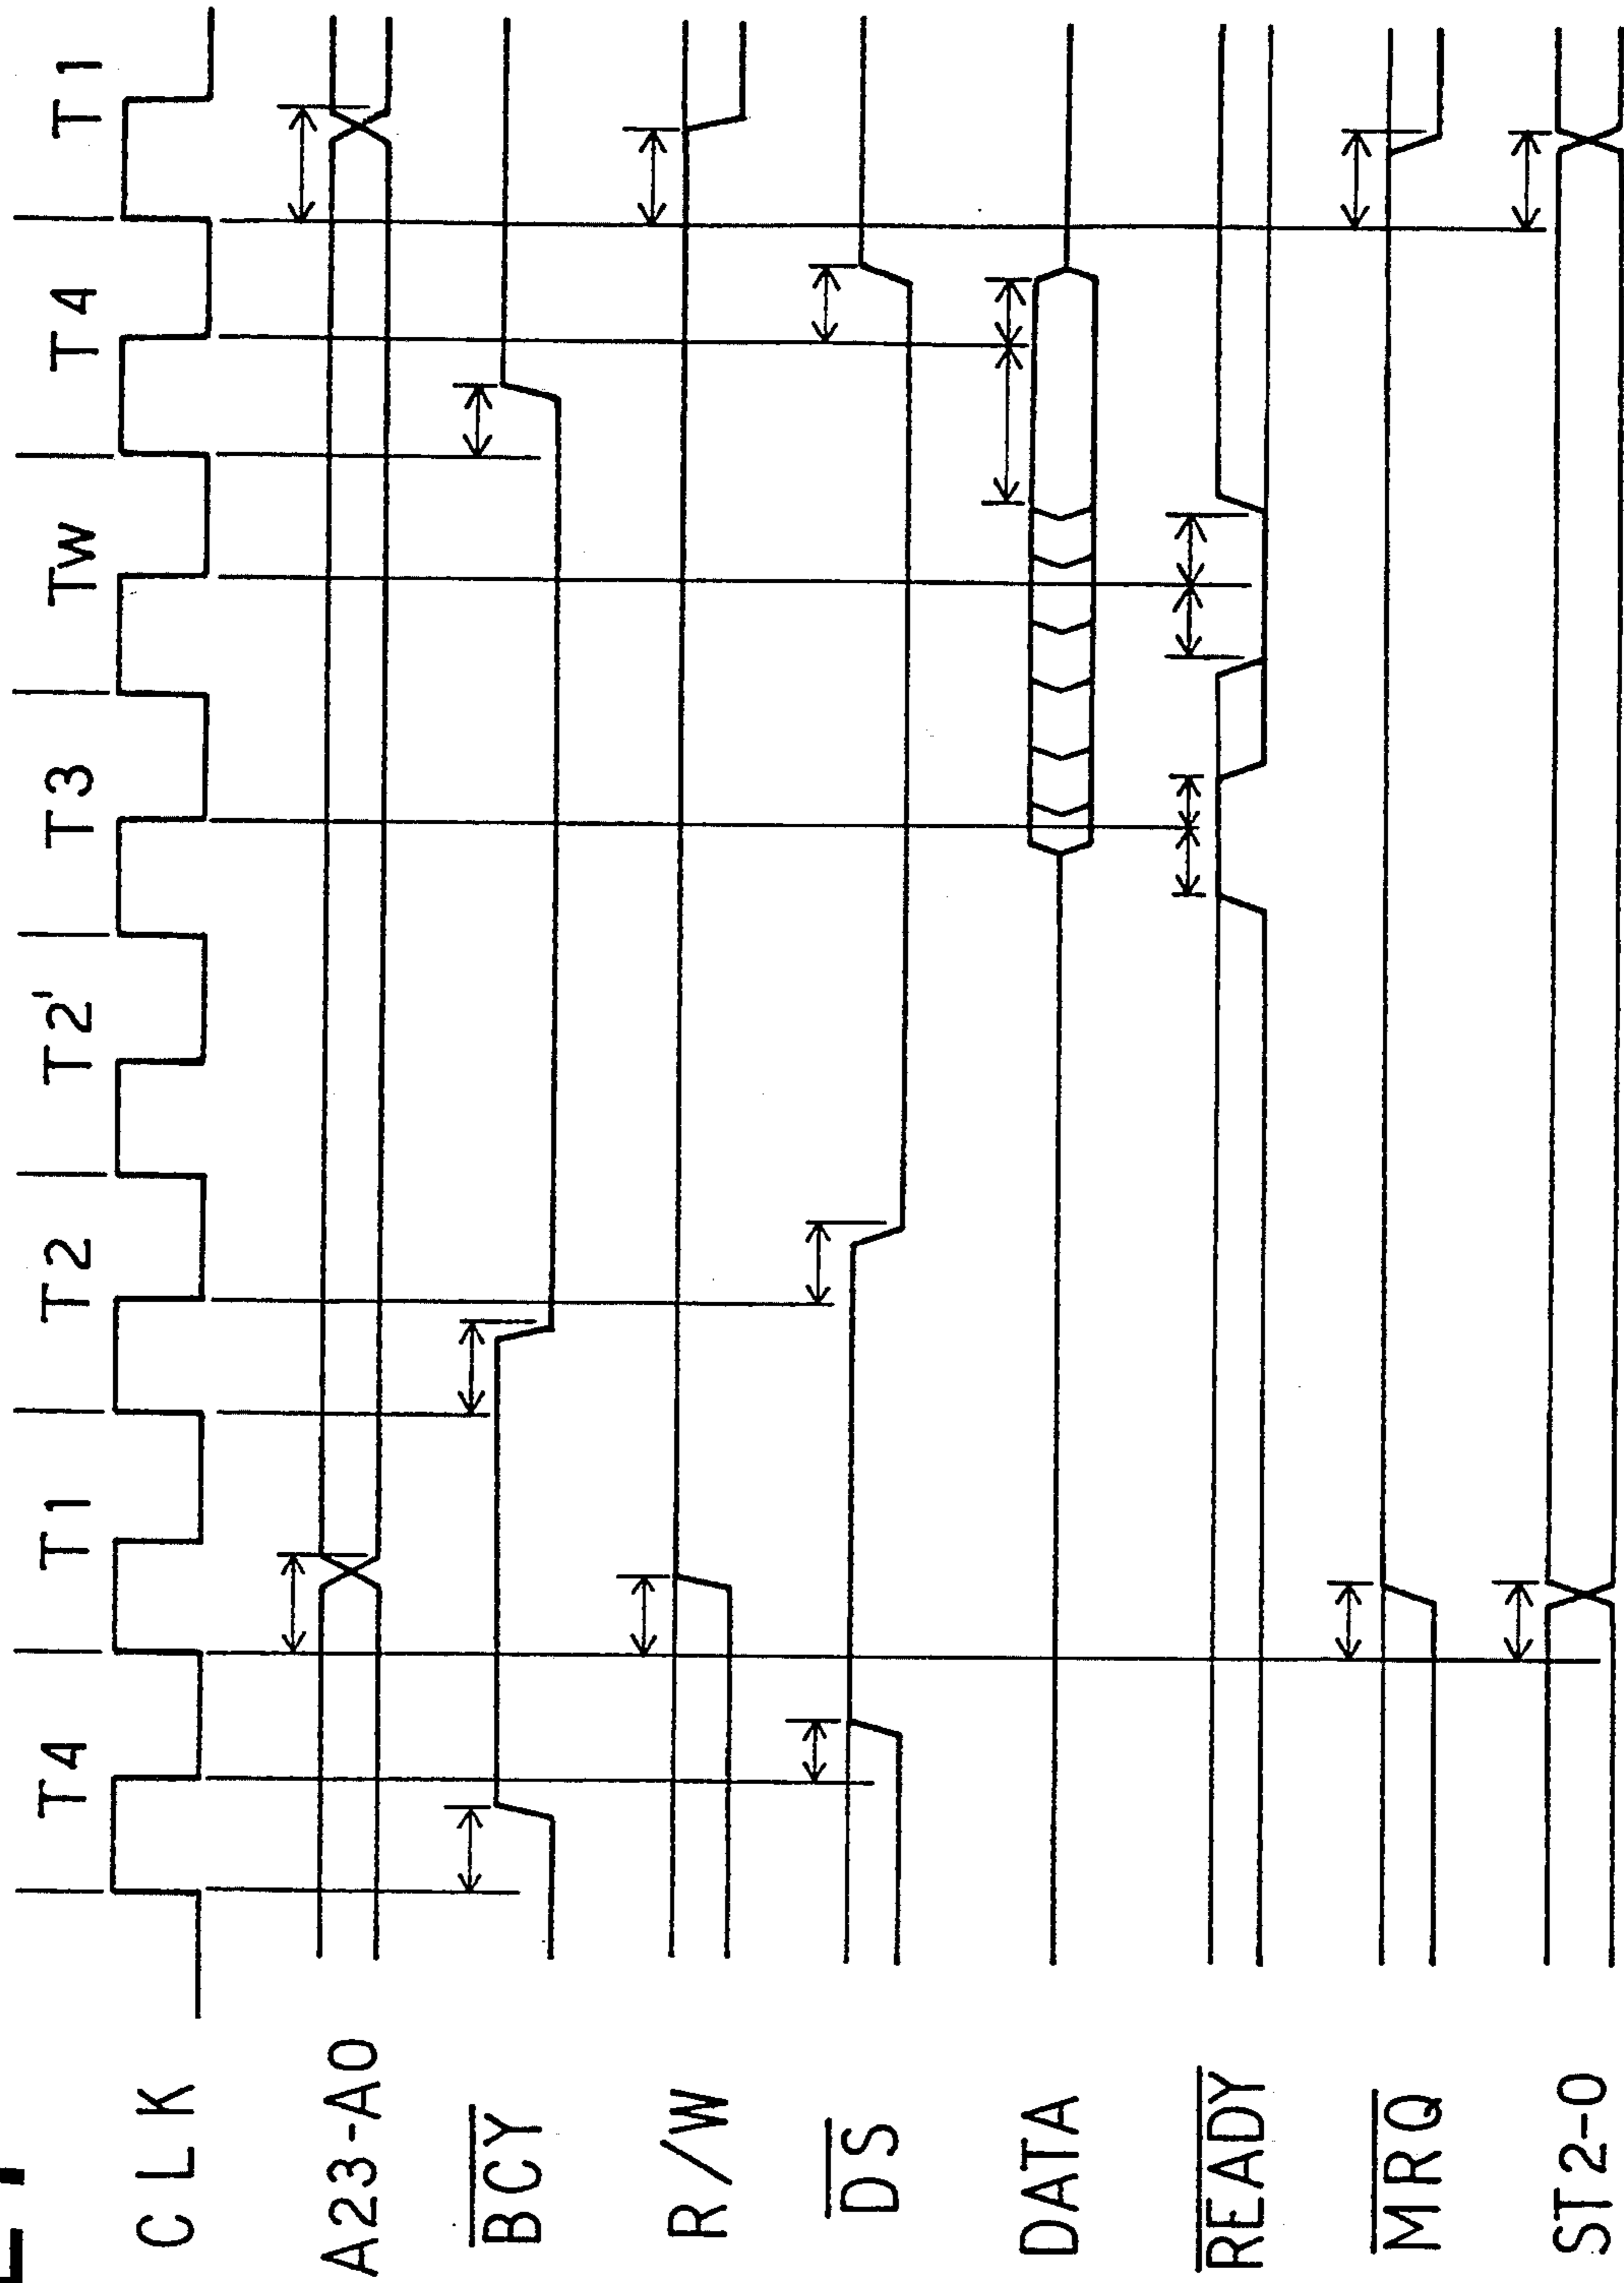 T4 T1 T2 T2' T3 TW T4 T1
CLK
A23-A0
BCY
R/W
DS
DATA
READY
MRQ
ST2-0